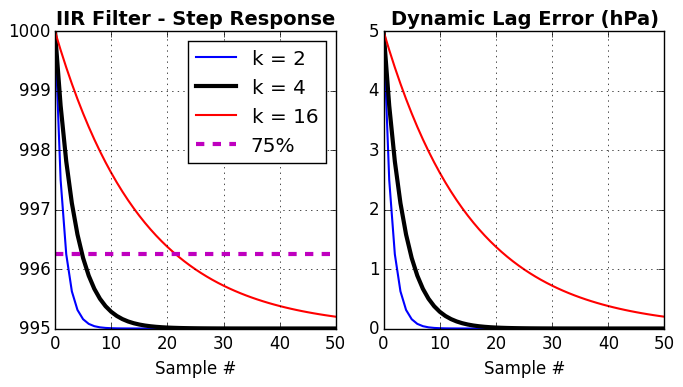 IIR Filter - Step Response
1000
999
998
997
996
995
k = 2
k = 4
k = 16
75%
0 10 20 30 40 50
Sample #
Dynamic Lag Error (hPa)
5
4
3
2
1
0
0 10 20 30 40 50
Sample #